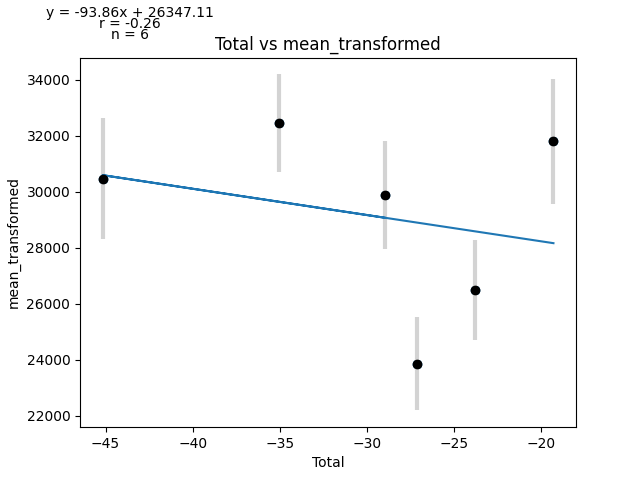 y = -93.86x + 26347.11
r = -0.26
n = 6
Total vs mean_transformed
34000
32000
30000
28000
26000
24000
22000
mean_transformed
−45
−40
−35
−30
−25
−20
Total